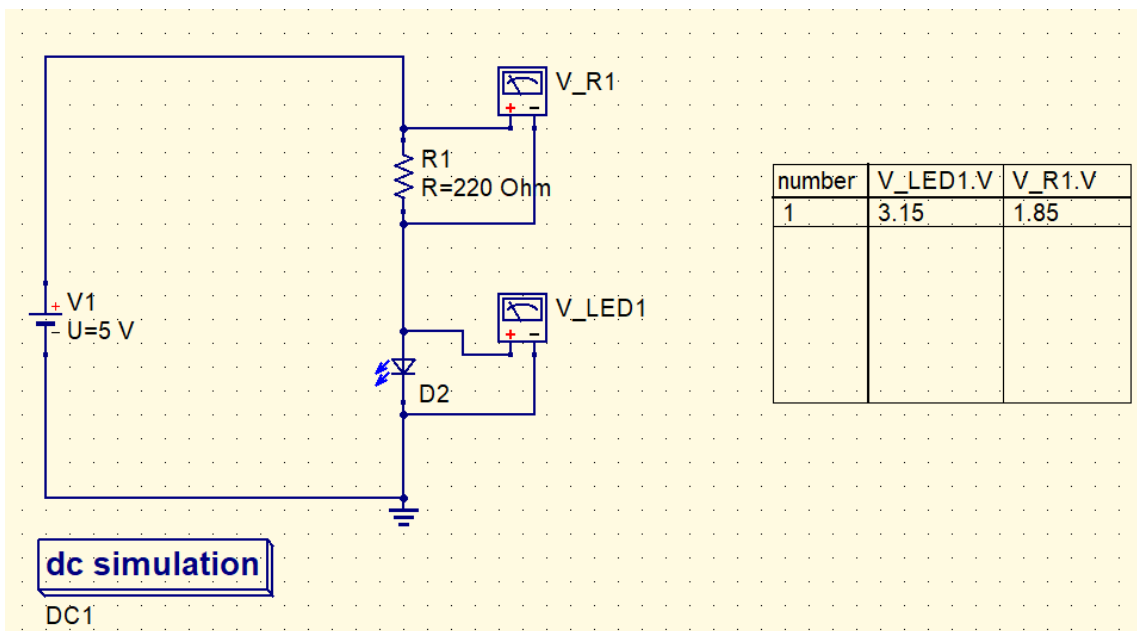 V_R1
R1
R=220 Ohm
number V_LED1.V V_R1.V
1 3.15 1.85
V1
U=5 V
V_LED1
D2
dc simulation
DC1